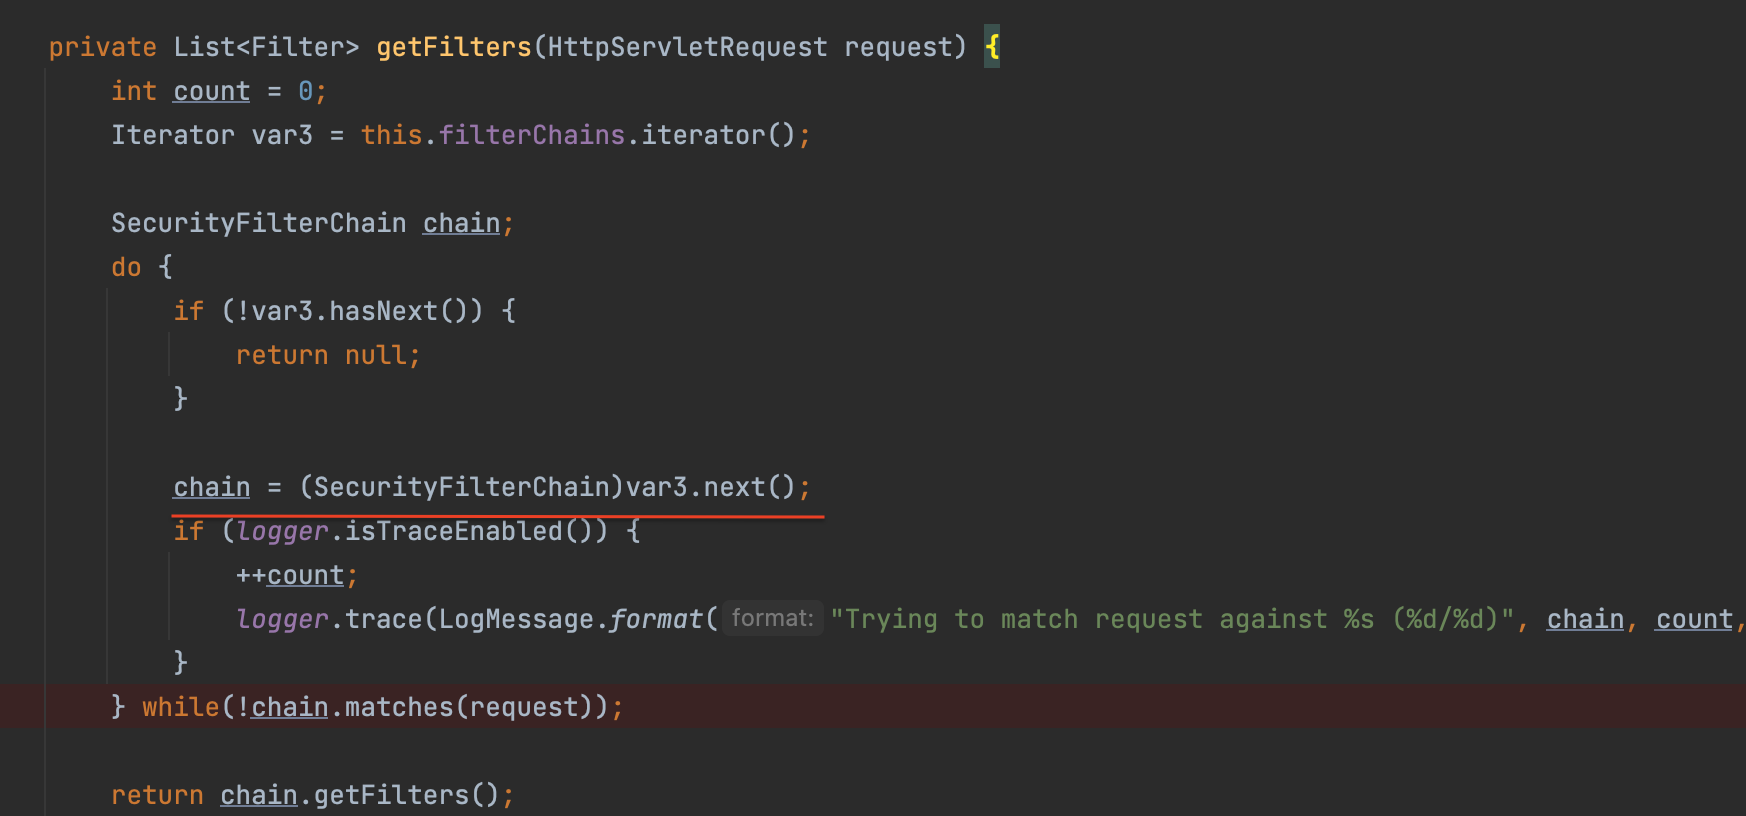 private List<Filter> getFilters(HttpServletRequest request) {
int count = 0;
Iterator var3 = this.filterChains.iterator();
SecurityFilterChain chain;
do {
if (!var3.hasNext()) {
return null;
}
chain = (SecurityFilterChain)var3.next();
if (logger.isTraceEnabled()) {
++count;
logger.trace(LogMessage.format( format: "Trying to match request against %s (%d/%d)", chain, count,
}
} while(!chain.matches(request));
return chain.getFilters();